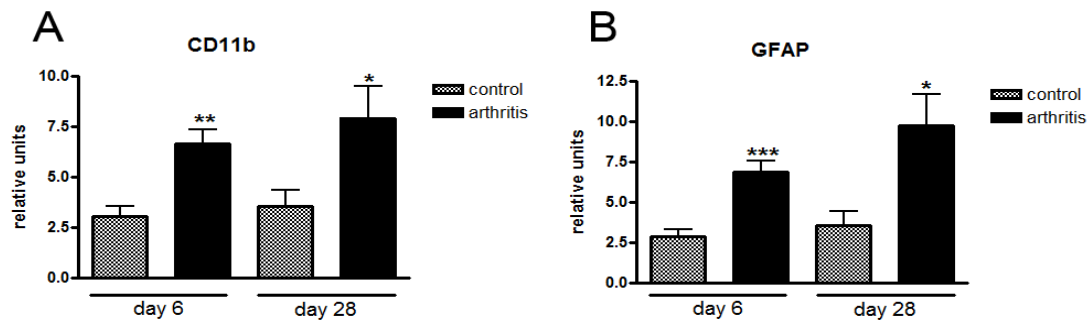 A
CD11b
relative units
10.0
7.5
5.0
2.5
0.0
**
*
control
arthritis
day 6
day 28
B
GFAP
relative units
12.5
10.0
7.5
5.0
2.5
0.0
***
*
control
arthritis
day 6
day 28